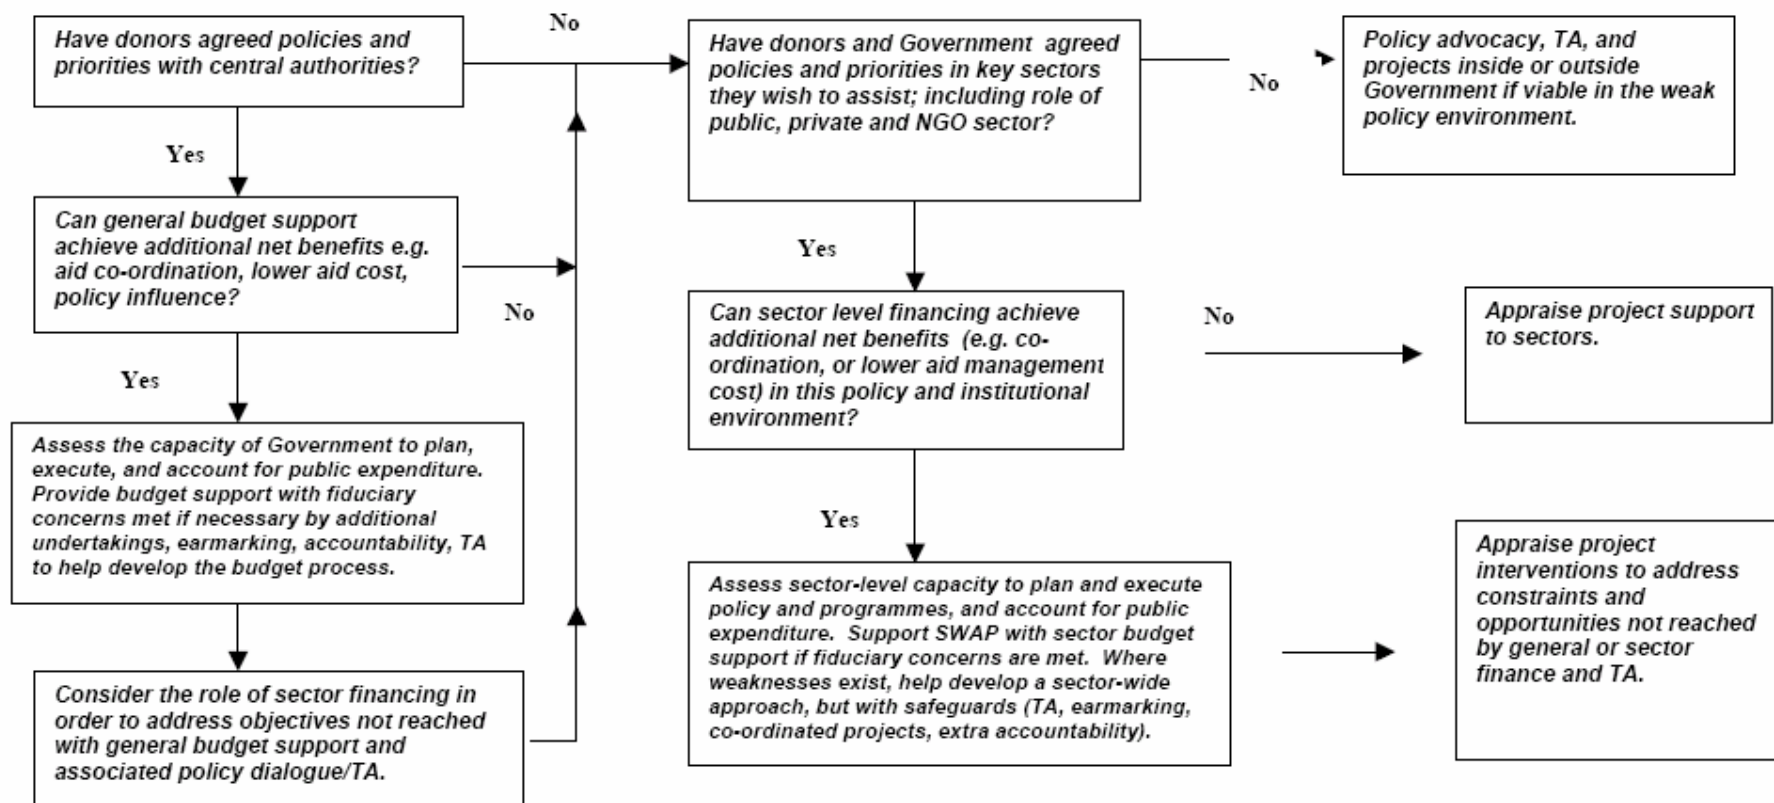 Have donors agreed policies and
priorities with central authorities?
No
Have donors and Government agreed
policies and priorities in key sectors
they wish to assist; including role of
public, private and NGO sector?
No
Policy advocacy, TA, and
projects inside or outside
Government if viable in the weak
policy environment.
Yes
Can general budget support
achieve additional net benefits e.g.
aid co-ordination, lower aid cost,
policy influence?
No
Yes
Can sector level financing achieve
additional net benefits (e.g. co-
ordination, or lower aid management
cost) in this policy and institutional
environment?
No
Appraise project support
to sectors.
Yes
Assess the capacity of Government to plan,
execute, and account for public expenditure.
Provide budget support with fiduciary
concerns met if necessary by additional
undertakings, earmarking, accountability, TA
to help develop the budget process.
Yes
Assess sector-level capacity to plan and execute
policy and programmes, and account for public
expenditure. Support SWAP with sector budget
support if fiduciary concerns are met. Where
weaknesses exist, help develop a sector-wide
approach, but with safeguards (TA, earmarking,
co-ordinated projects, extra accountability).
Appraise project
interventions to address
constraints and
opportunities not reached
by general or sector
finance and TA.
Consider the role of sector financing in
order to address objectives not reached
with general budget support and
associated policy dialogue/TA.